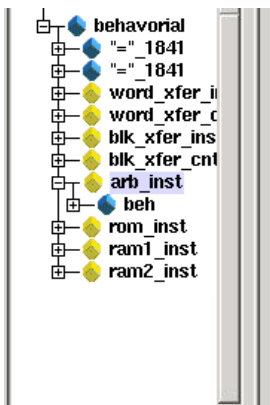 behavorial
"="_1841
"="_1841
word_xfer_i
word_xfer_c
blk_xfer_ins
blk_xfer_cnt
arb_inst
beh
rom_inst
ram1_inst
ram2_inst